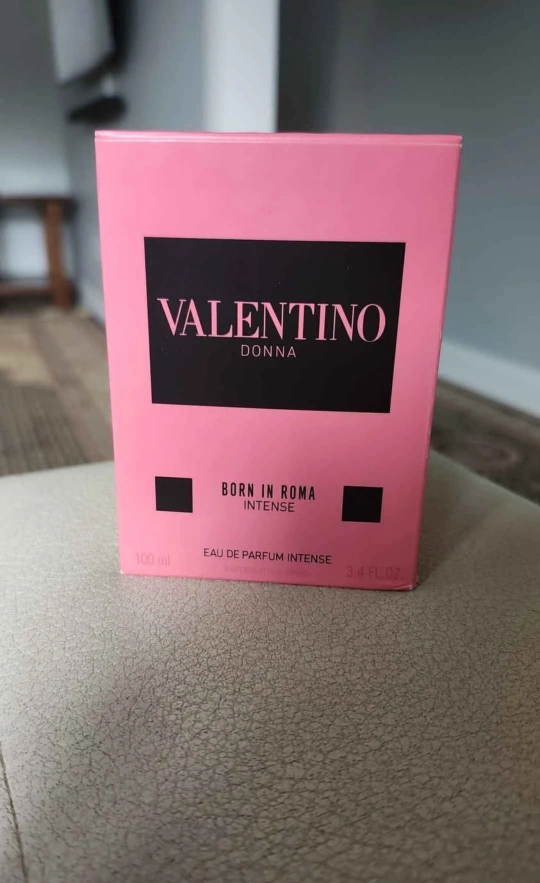 VALENTINO
DONNA
BORN IN ROMA
INTENSE
EAU DE PARFUM INTENSE
100 ml
3.4 FL.OZ.